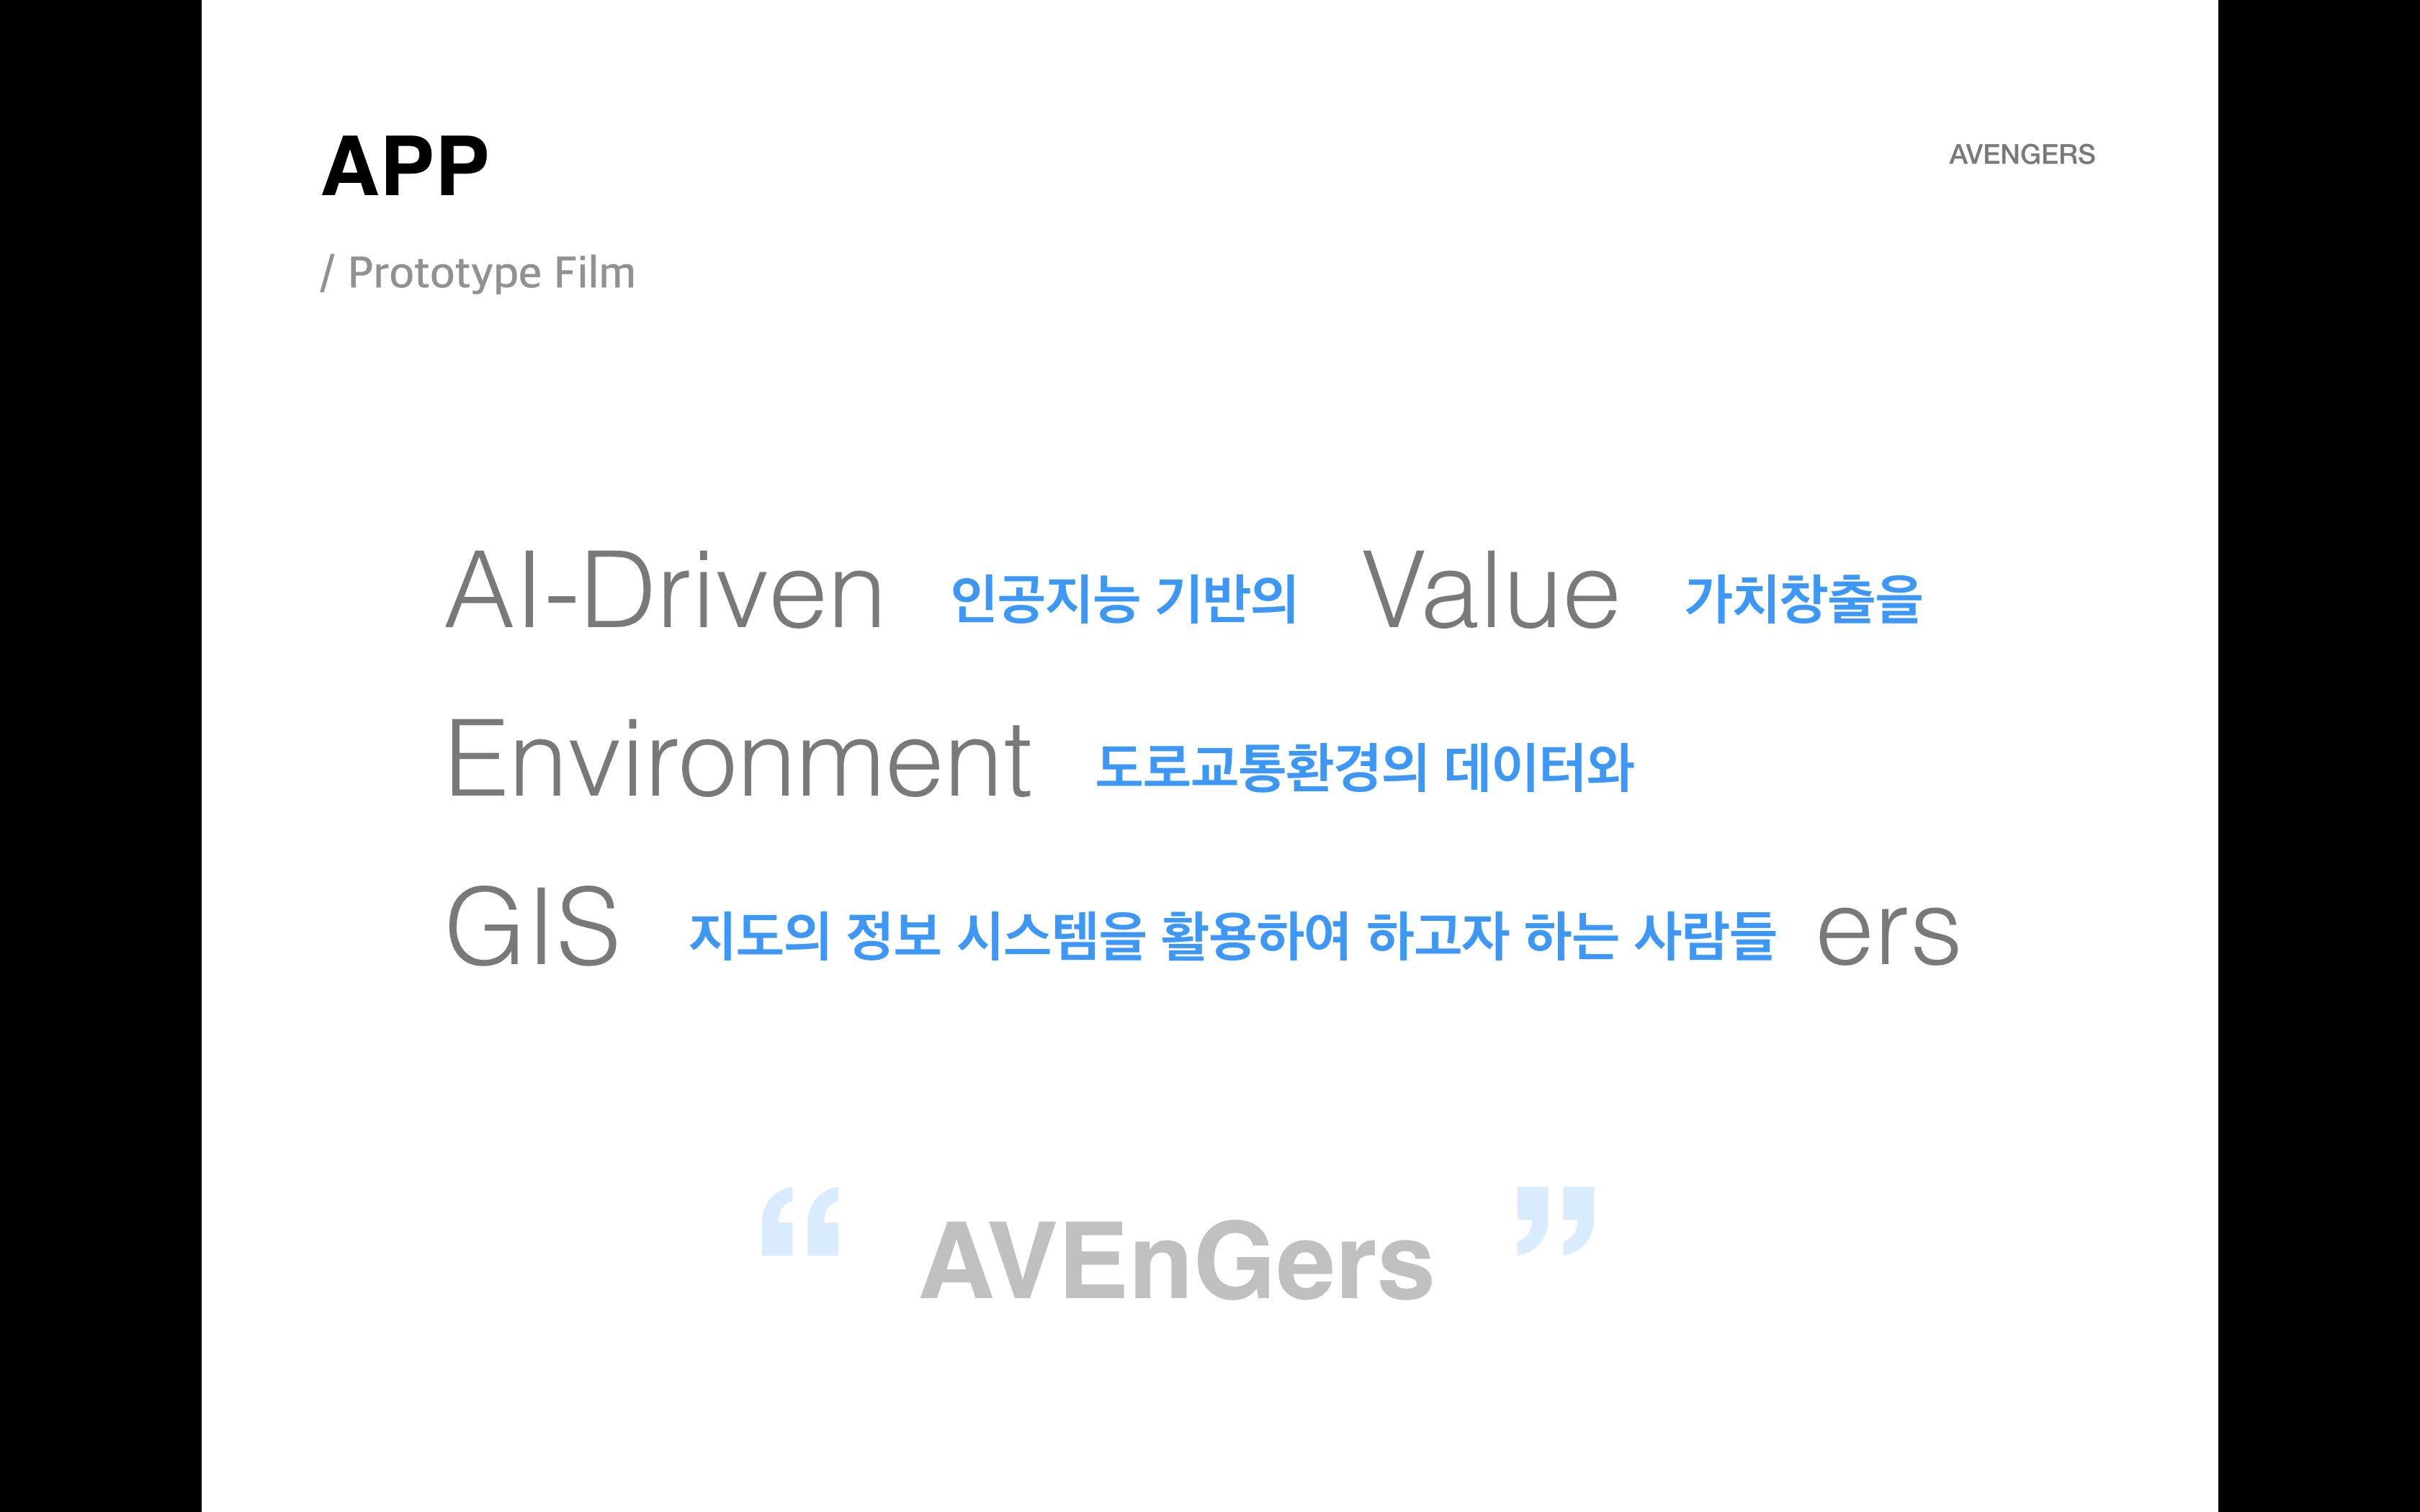 APP
AVENGERS
/ Prototype Film
AI-Driven 인공지능 기반의 Value 가치창출을
Environment 도로교통환경의 데이터와
GIS 지도의 정보 시스템을 활용하여 하고자 하는 사람들 ers
“ AVEnGers ”